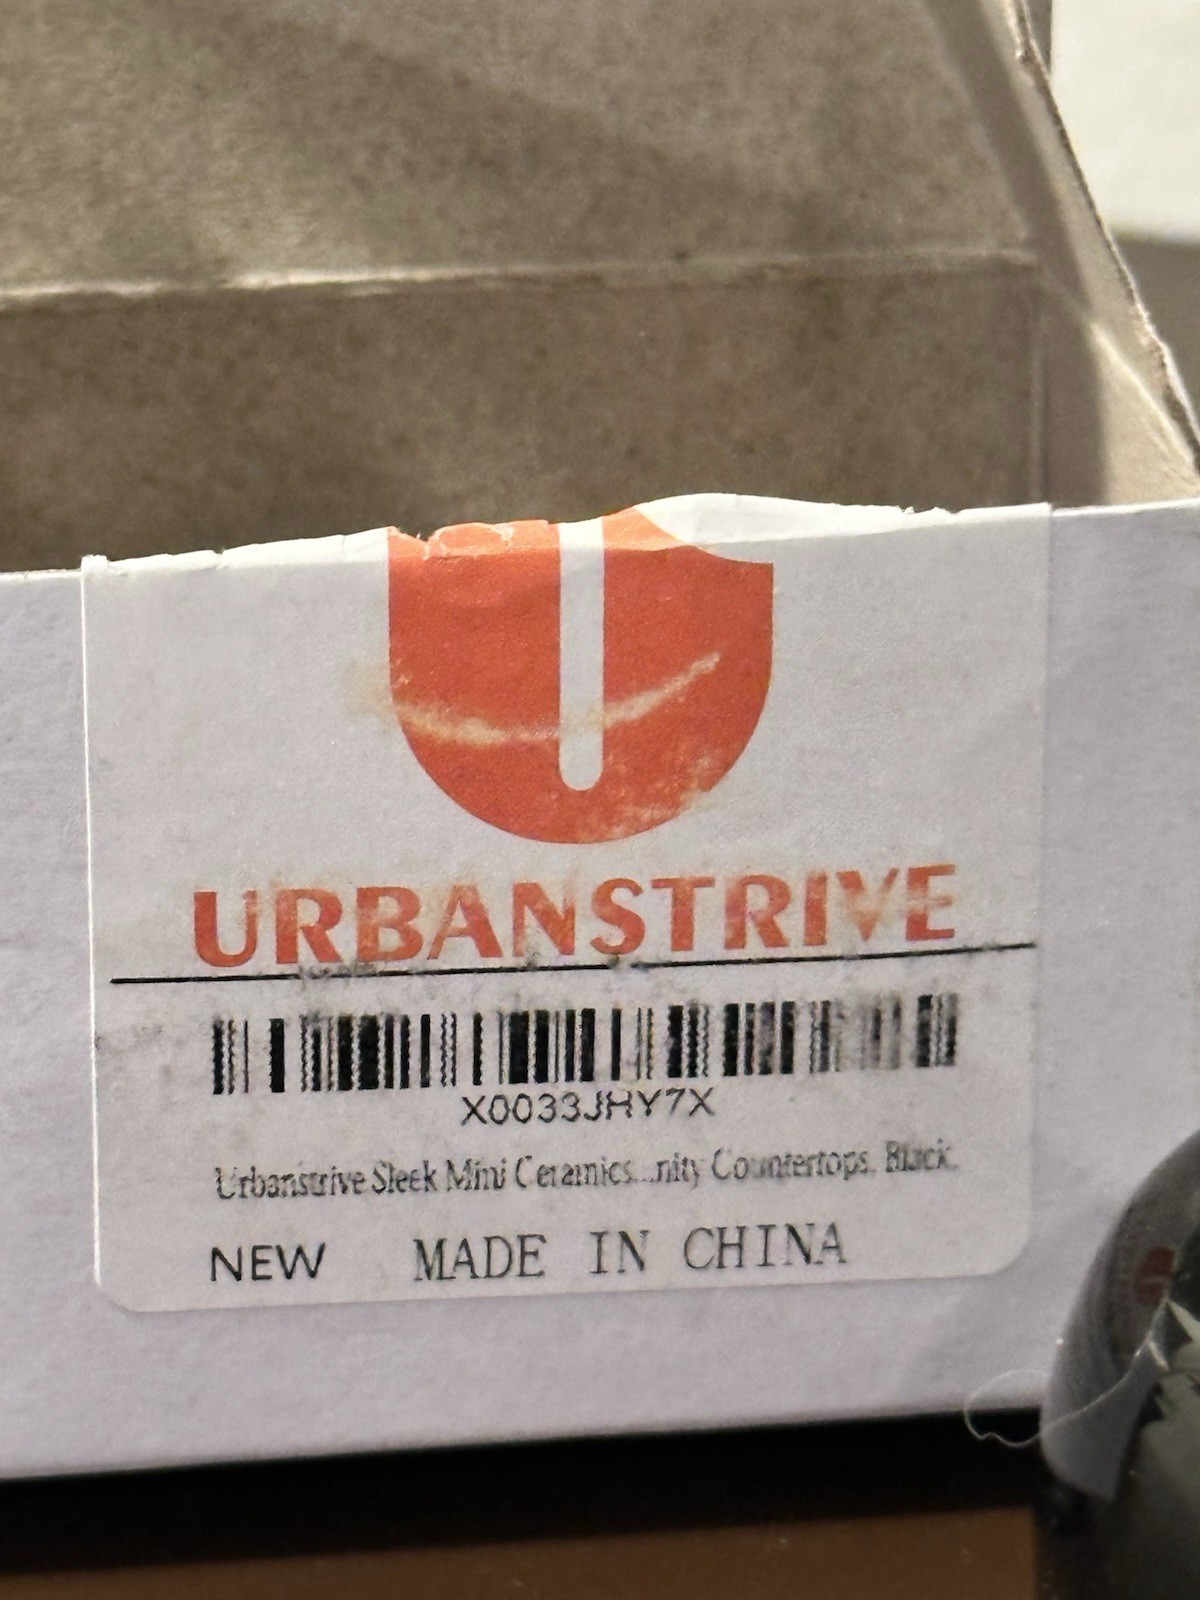 URBANSTRIVE
X0033JHY7X
Urbanstrive Sleek Mini Ceramics...nity Countertops, Black,
NEW MADE IN CHINA